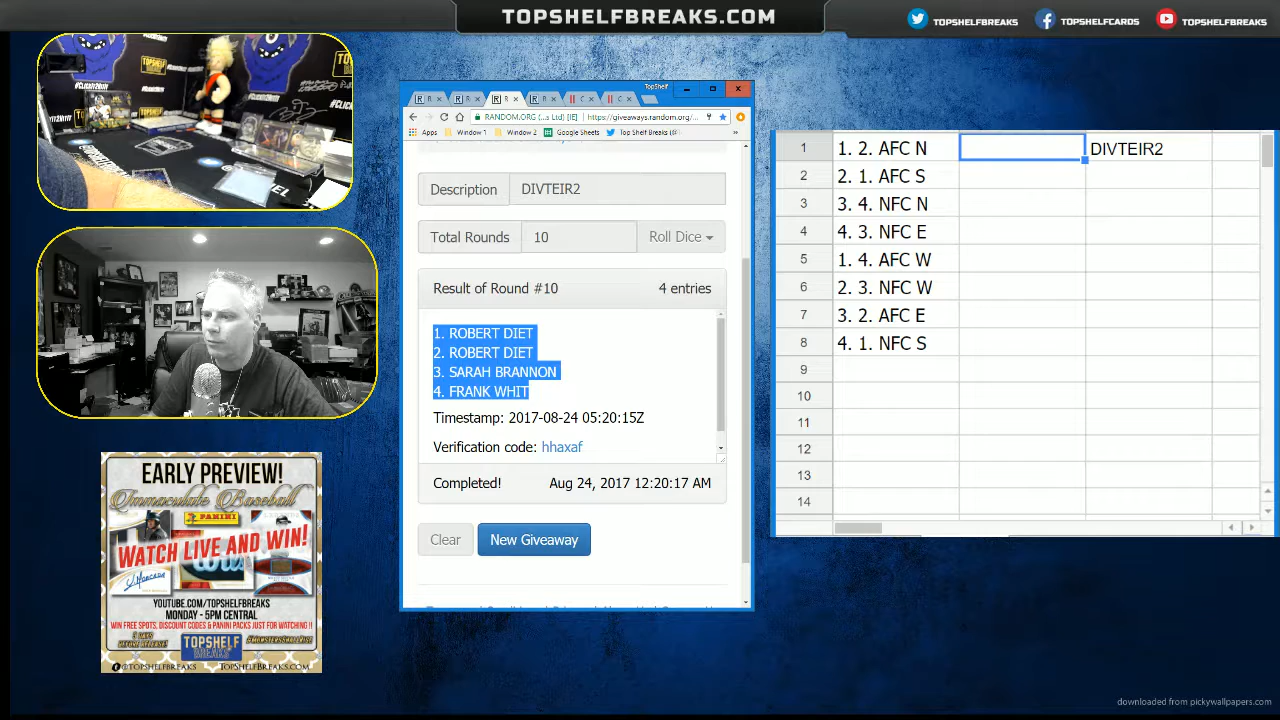 TOPSHELFBREAKS.COM
TOPSHELFBREAKS
TOPSHELFCARDS
TOPSHELFBREAKS
TopShelf
RANDOM.ORG (...s Ltd) [IE]
https://giveaways.random.org/...
Apps
Window 1
Window 2
Google Sheets
Top Shelf Breaks (@
»
Description
DIVTEIR2
Total Rounds
10
Roll Dice
Result of Round #10
4 entries
1. ROBERT DIET
2. ROBERT DIET
3. SARAH BRANNON
4. FRANK WHIT
Timestamp: 2017-08-24 05:20:15Z
Verification code: hhaxaf
Completed!
Aug 24, 2017 12:20:17 AM
Clear
New Giveaway
1 1. 2. AFC N DIVTEIR2
2 2. 1. AFC S
3 3. 4. NFC N
4 4. 3. NFC E
5 1. 4. AFC W
6 2. 3. NFC W
7 3. 2. AFC E
8 4. 1. NFC S
9
10
11
12
13
14
EARLY PREVIEW!
Immaculate Baseball
PANINI
WATCH LIVE AND WIN!
YOUTUBE.COM/TOPSHELFBREAKS
MONDAY - 5PM CENTRAL
WIN FREE SPOTS, DISCOUNT CODES & PANINI PACKS JUST FOR WATCHING !!
TOPSHELF
BREAKS
@TOPSHELFBREAKS
TOPSHELFBREAKS.COM
downloaded from pickywallpapers.com